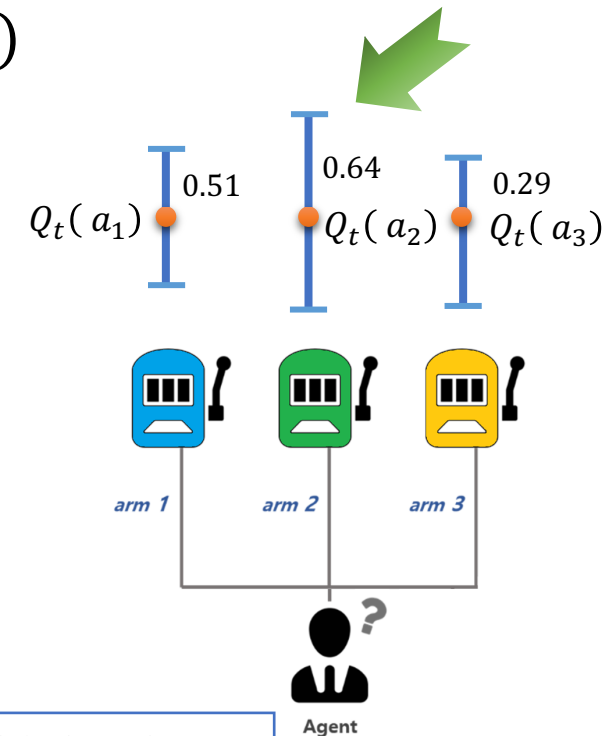 )
0.51
0.64
0.29
Q_t( a_1)
Q_t( a_2)
Q_t( a_3)
arm 1
arm 2
arm 3
?
Agent